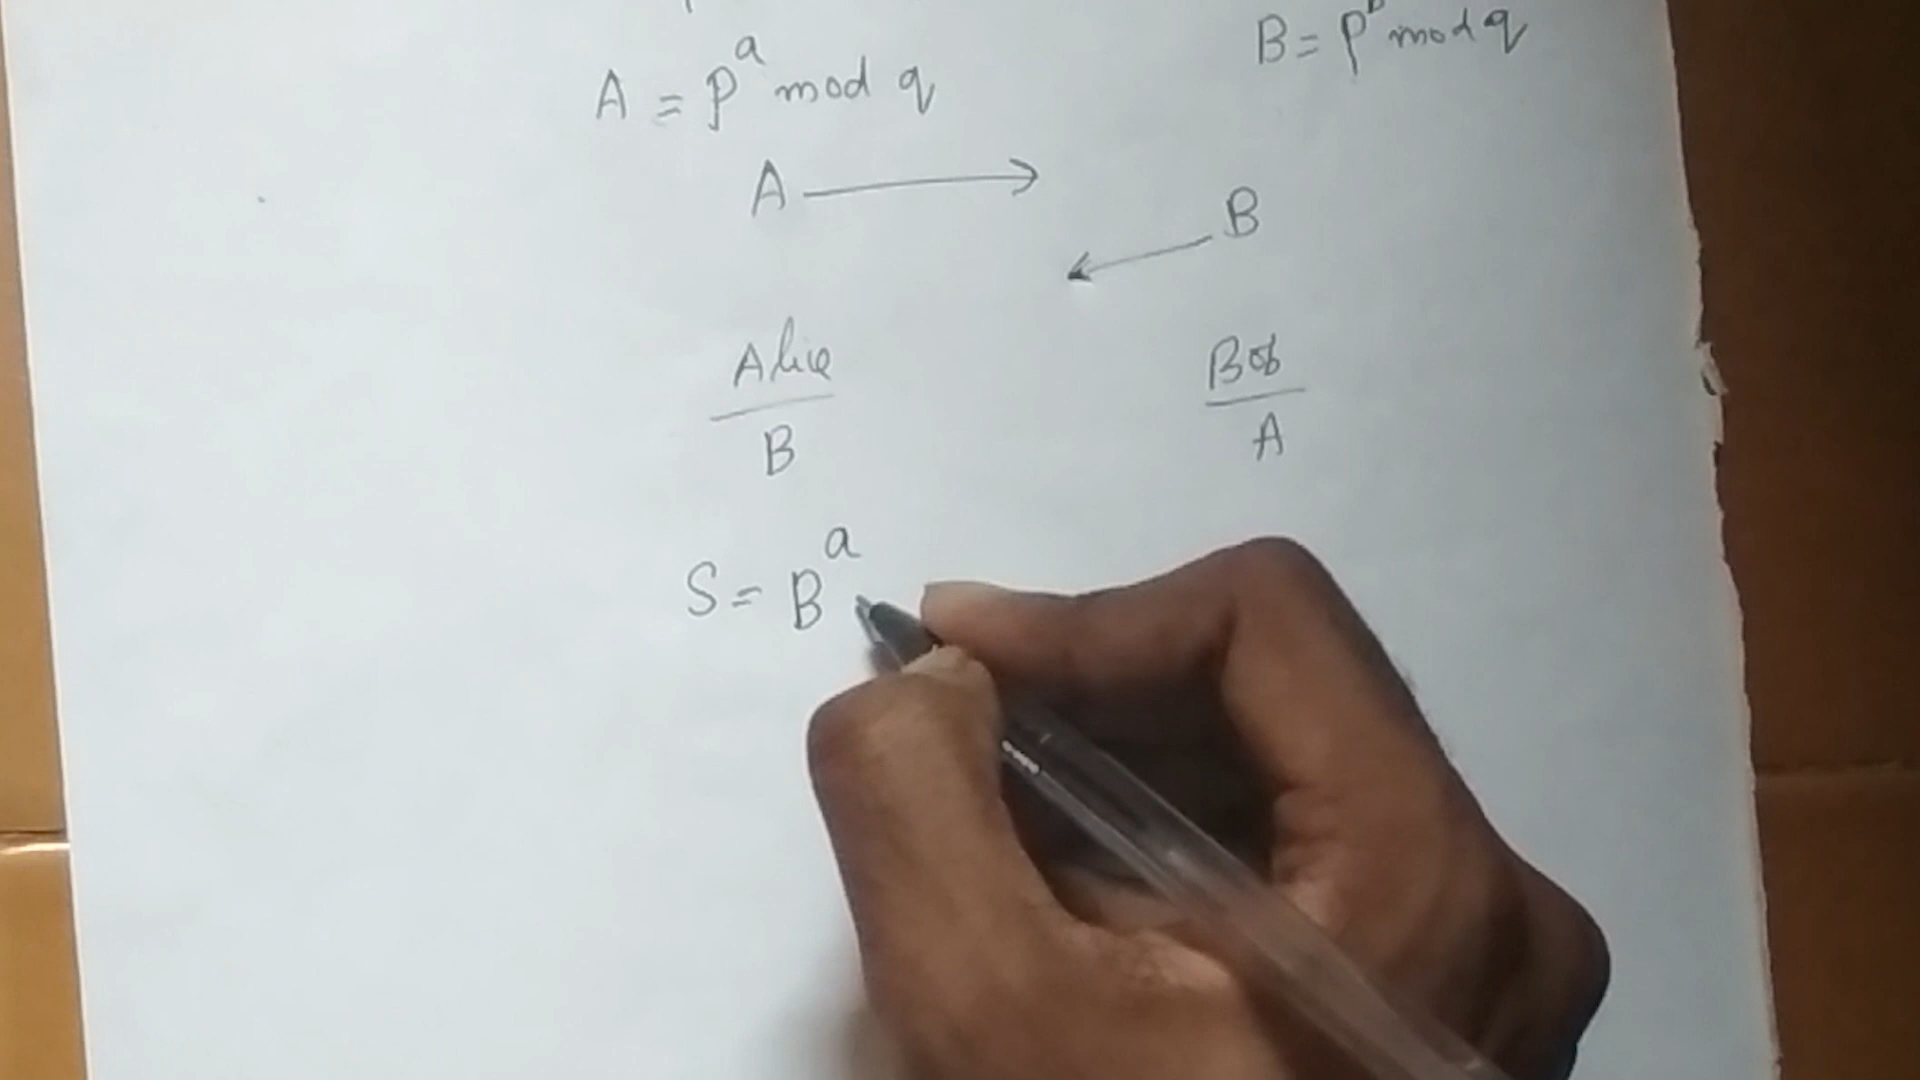 A = p^a mod q
B = p^b mod q
A →
← B
Alice
B
Bob
A
S = B^a